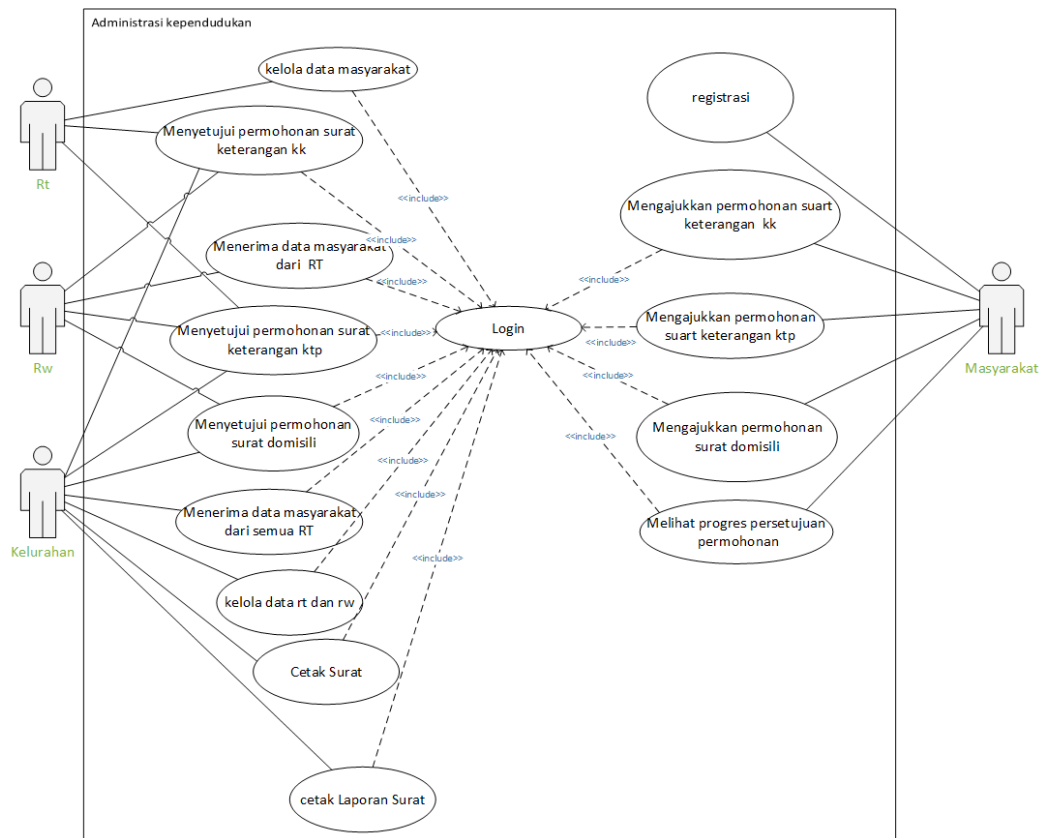 Administrasi kependudukan
kelola data masyarakat
registrasi
Menyetujui permohonan surat
keterangan kk
Rt
<<include>>
Mengajukkan permohonan suart
keterangan kk
<<include>>
<<include>>
Menerima data masyarakat
dari RT
<<include>>
Login
Menyetujui permohonan surat
keterangan ktp
<<include>>
<<include>>
Mengajukkan permohonan
suart keterangan ktp
Rw
Masyarakat
<<include>>
<<include>>
Menyetujui permohonan
surat domisili
<<include>>
<<include>>
Mengajukkan permohonan
surat domisili
<<include>>
Menerima data masyarakat
dari semua RT
<<include>>
Melihat progres persetujuan
permohonan
Kelurahan
<<include>>
kelola data rt dan rw
Cetak Surat
cetak Laporan Surat